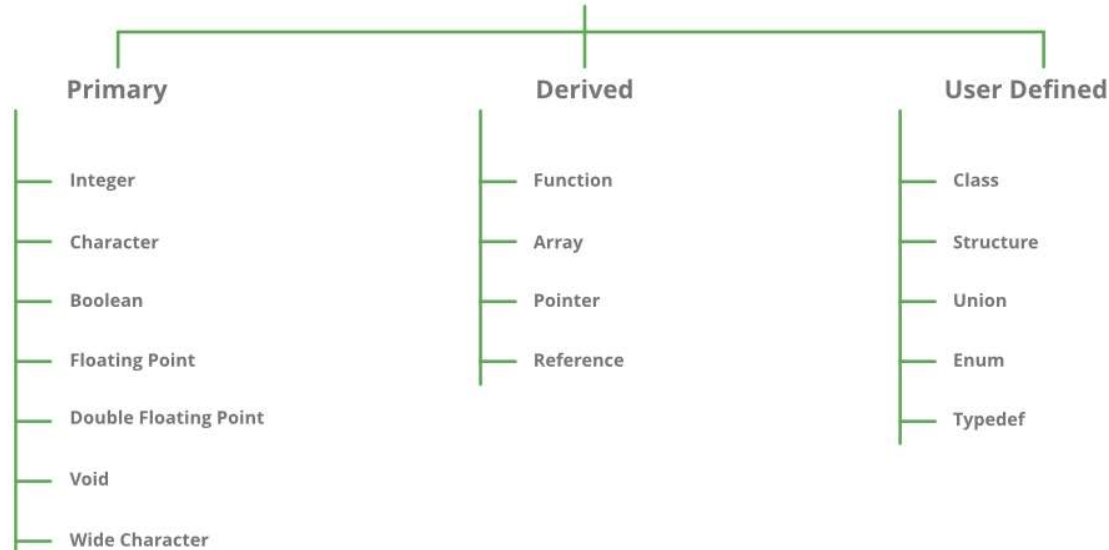 Primary
Integer
Character
Boolean
Floating Point
Double Floating Point
Void
Wide Character
Derived
Function
Array
Pointer
Reference
User Defined
Class
Structure
Union
Enum
Typedef